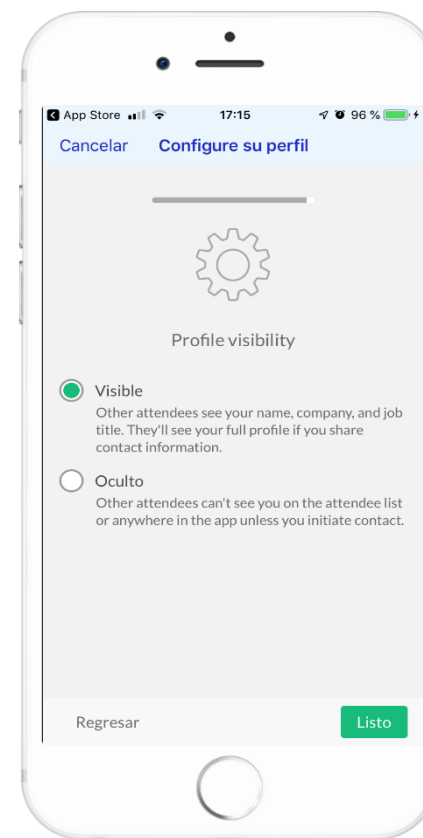 App Store 17:15 96 %
Cancelar Configure su perfil
Profile visibility
Visible
Other attendees see your name, company, and job
title. They'll see your full profile if you share
contact information.
Oculto
Other attendees can't see you on the attendee list
or anywhere in the app unless you initiate contact.
Regresar Listo